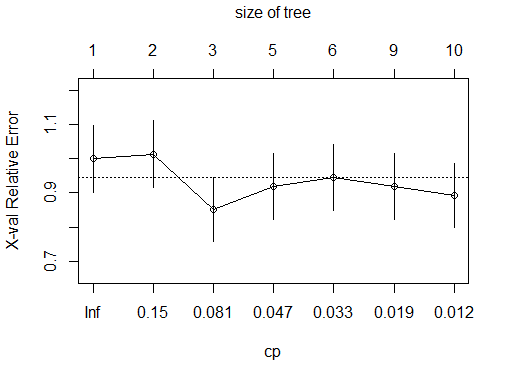 size of tree
1 2 3 5 6 9 10
X-val Relative Error
1.1
0.9
0.7
Inf 0.15 0.081 0.047 0.033 0.019 0.012
cp